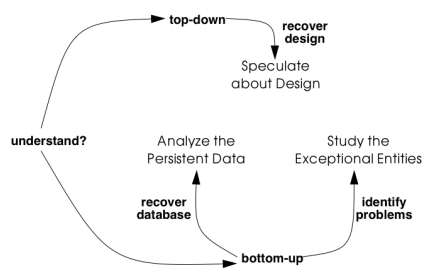 top-down
recover
design
Speculate
about Design
understand?
Analyze the
Persistent Data
Study the
Exceptional Entities
recover
database
identify
problems
bottom-up